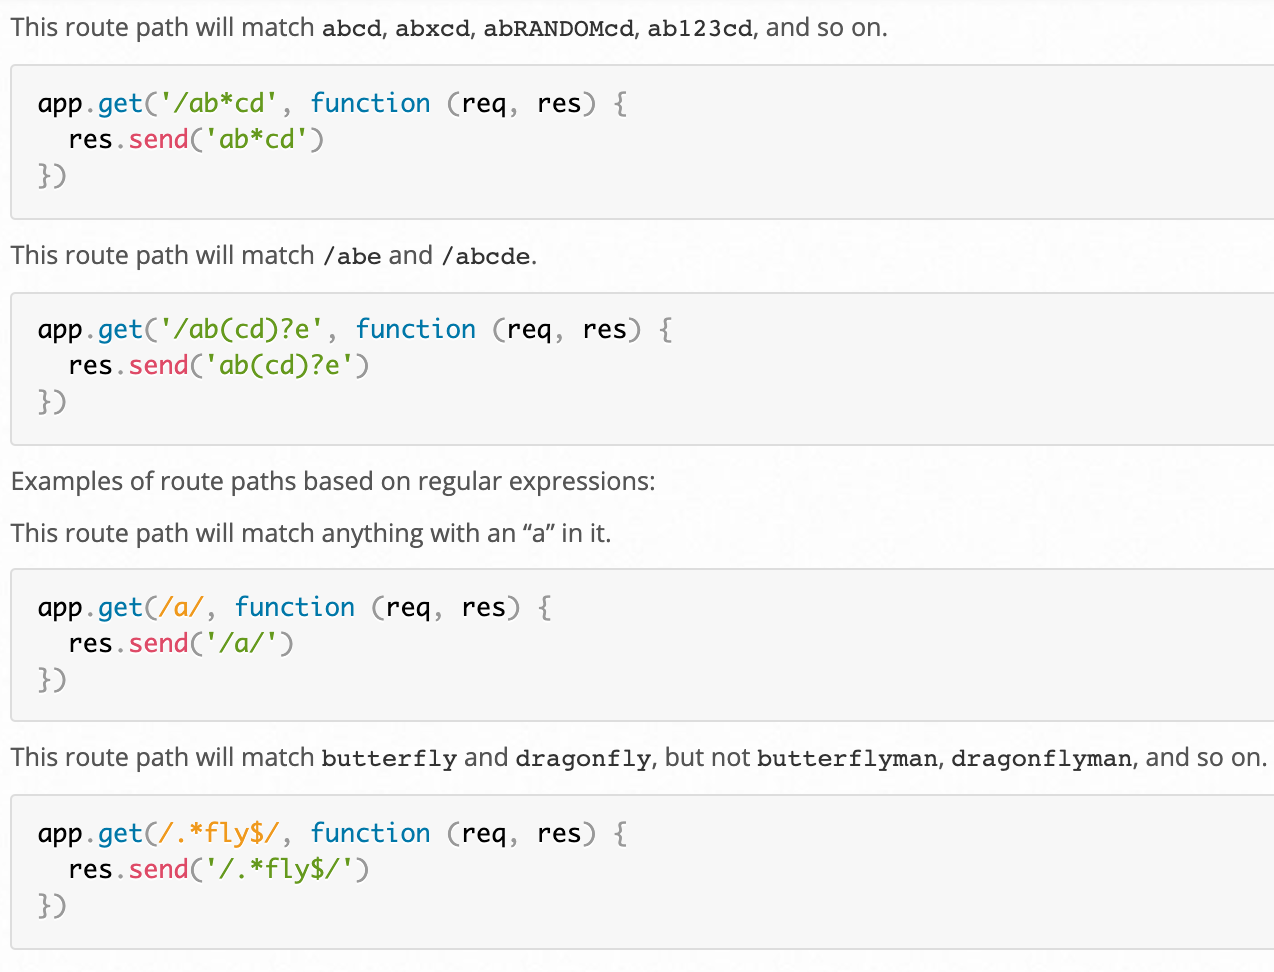 This route path will match abcd, abxcd, abRANDOMcd, ab123cd, and so on.
app.get('/ab*cd', function (req, res) {
  res.send('ab*cd')
})
This route path will match /abe and /abcde.
app.get('/ab(cd)?e', function (req, res) {
  res.send('ab(cd)?e')
})
Examples of route paths based on regular expressions:
This route path will match anything with an “a” in it.
app.get(/a/, function (req, res) {
  res.send('/a/')
})
This route path will match butterfly and dragonfly, but not butterflyman, dragonflyman, and so on.
app.get(/.*fly$/, function (req, res) {
  res.send('/.*fly$/')
})